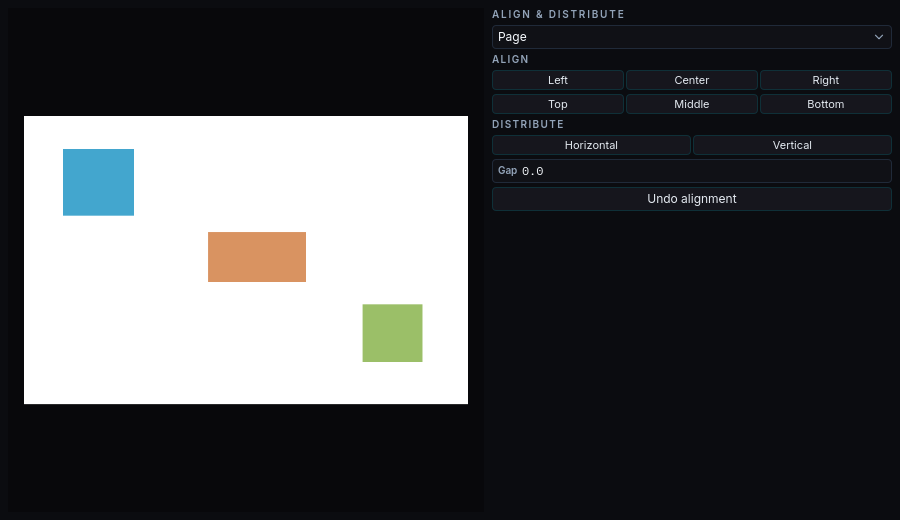 ALIGN & DISTRIBUTE
Page
ALIGN
Left Center Right
Top Middle Bottom
DISTRIBUTE
Horizontal Vertical
Gap 0.0
Undo alignment